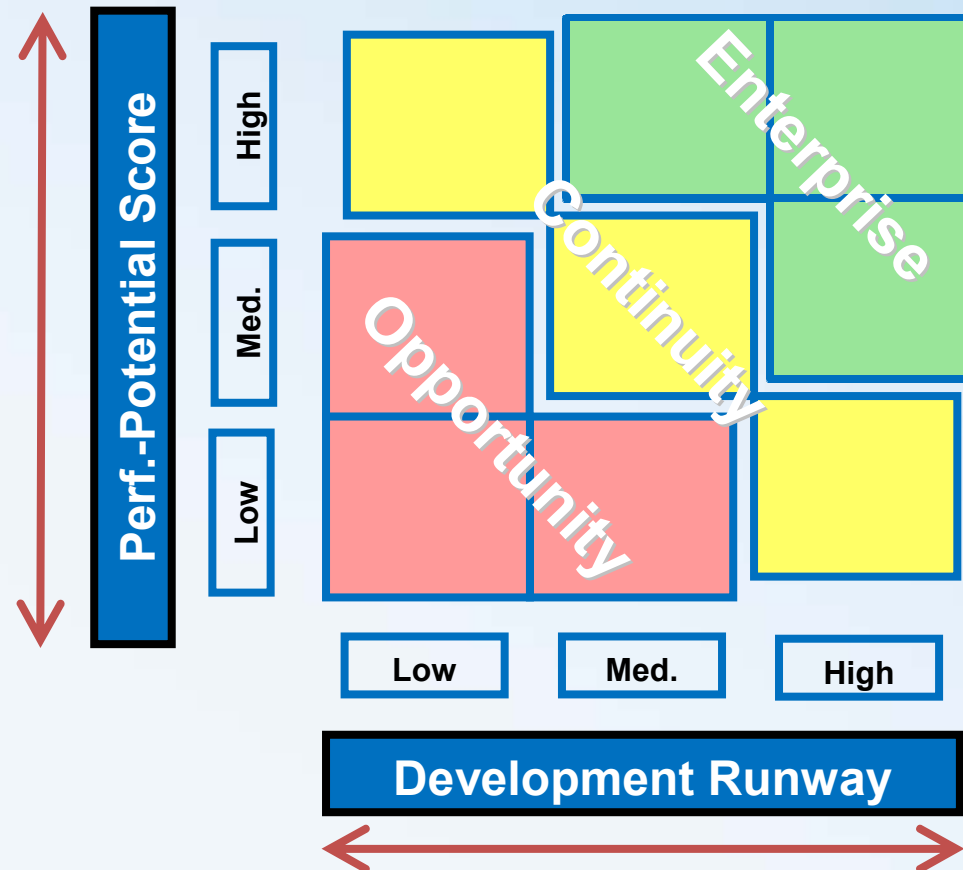 Perf.-Potential Score
High
Med.
Low
Enterprise
Continuity
Opportunity
Low
Med.
High
Development Runway